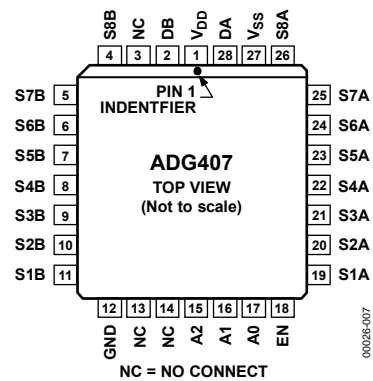 S8B NC DB VDD DA VSS S8A
4 3 2 1 28 27 26
PIN 1
INDENTFIER
S7B 5
S6B 6
S5B 7
S4B 8
S3B 9
S2B 10
S1B 11
ADG407
TOP VIEW
(Not to scale)
25 S7A
24 S6A
23 S5A
22 S4A
21 S3A
20 S2A
19 S1A
12 13 14 15 16 17 18
GND NC NC A2 A1 A0 EN
NC = NO CONNECT
00026-007